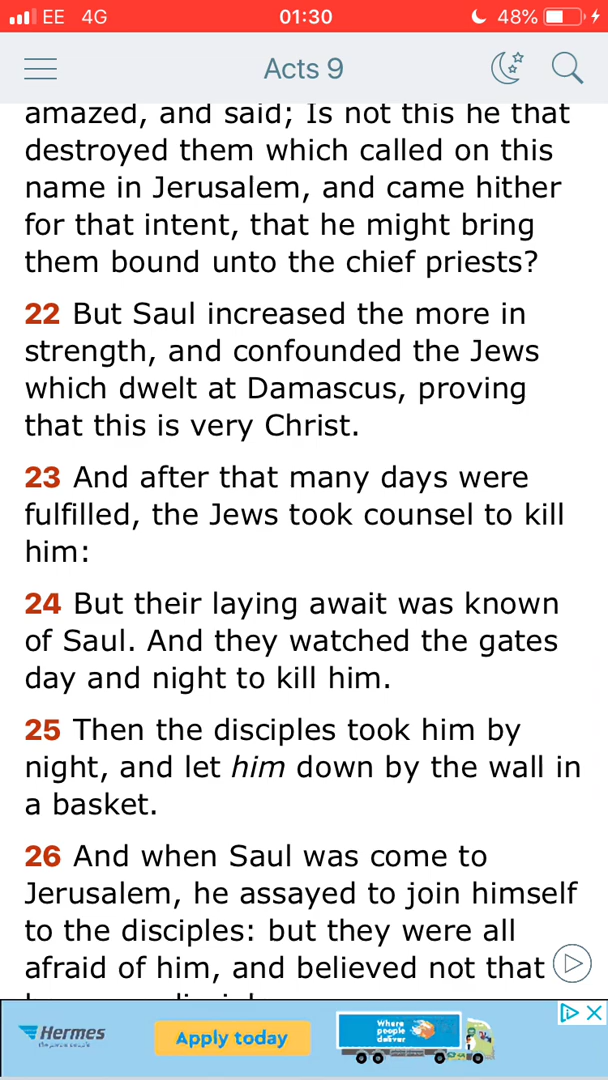 EE 4G 01:30 48%
Acts 9
amazed, and said; Is not this he that
destroyed them which called on this
name in Jerusalem, and came hither
for that intent, that he might bring
them bound unto the chief priests?
22 But Saul increased the more in
strength, and confounded the Jews
which dwelt at Damascus, proving
that this is very Christ.
23 And after that many days were
fulfilled, the Jews took counsel to kill
him:
24 But their laying await was known
of Saul. And they watched the gates
day and night to kill him.
25 Then the disciples took him by
night, and let him down by the wall in
a basket.
26 And when Saul was come to
Jerusalem, he assayed to join himself
to the disciples: but they were all
afraid of him, and believed not that
Hermes
Apply today
Where
people
deliver